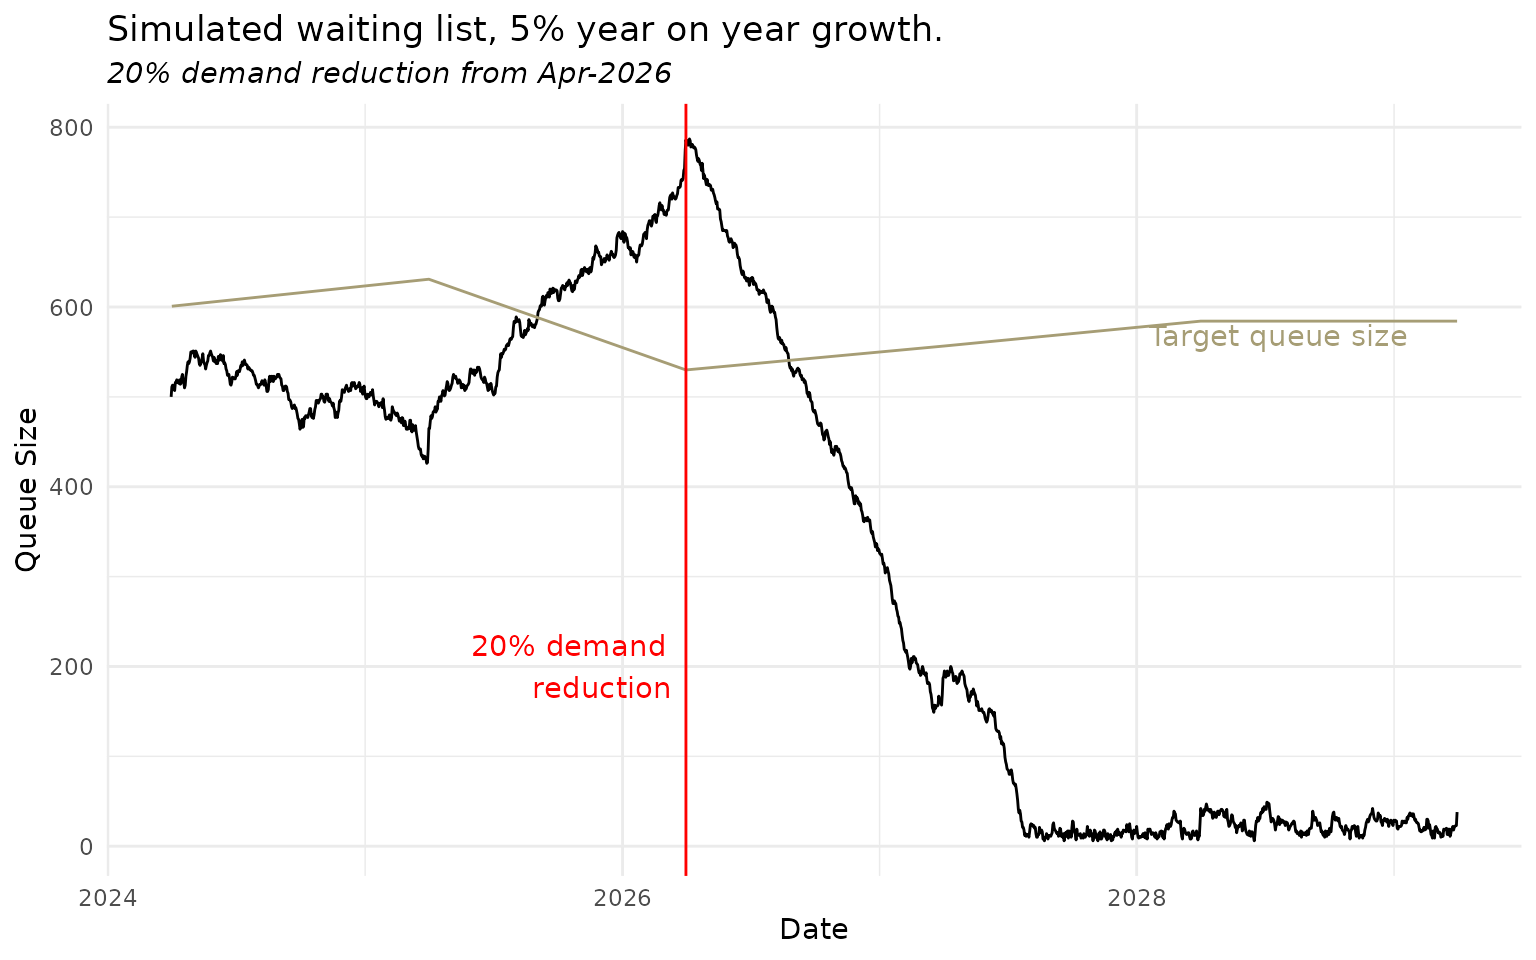 Simulated waiting list, 5% year on year growth.
20% demand reduction from Apr-2026
800
600
400
200
0
Queue Size
Target queue size
20% demand
reduction
2024
2026
2028
Date